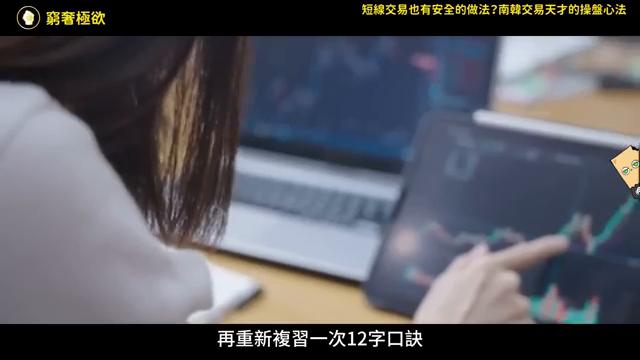 窮奢極欲
短線交易也有安全的做法?南韓交易天才的操盤心法
再重新複習一次12字口訣